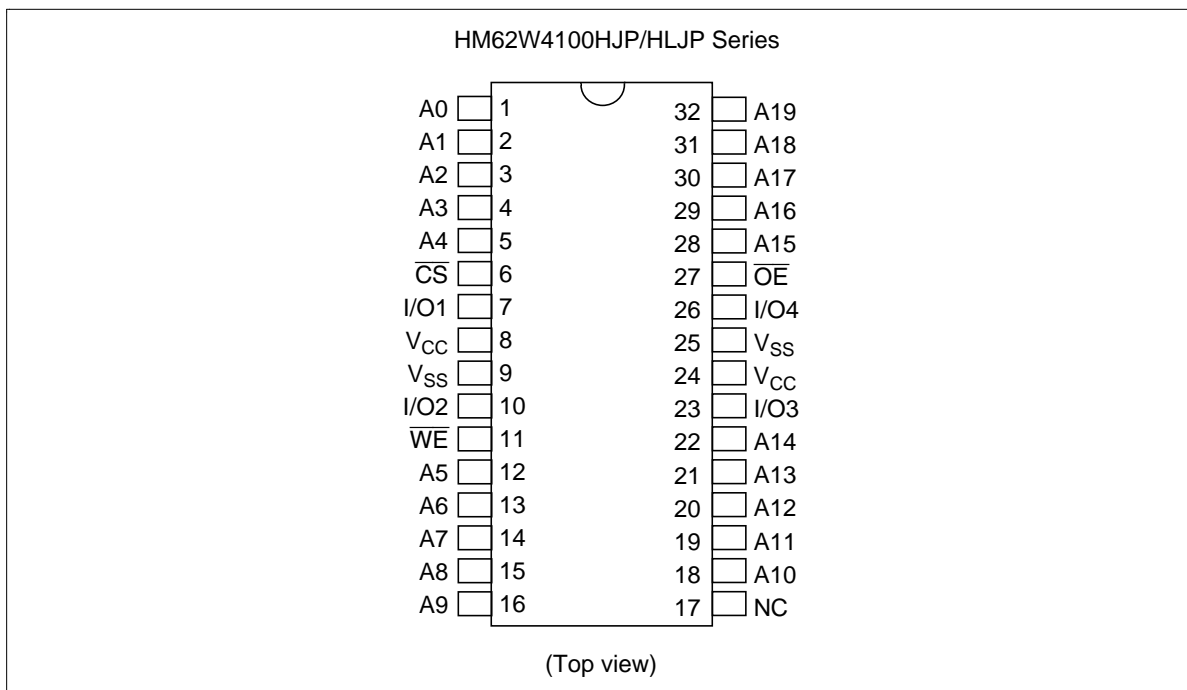 HM62W4100HJP/HLJP Series
A0 1 32 A19
A1 2 31 A18
A2 3 30 A17
A3 4 29 A16
A4 5 28 A15
C̅S̅ 6 27 O̅E̅
I/O1 7 26 I/O4
VCC 8 25 VSS
VSS 9 24 VCC
I/O2 10 23 I/O3
W̅E̅ 11 22 A14
A5 12 21 A13
A6 13 20 A12
A7 14 19 A11
A8 15 18 A10
A9 16 17 NC
(Top view)